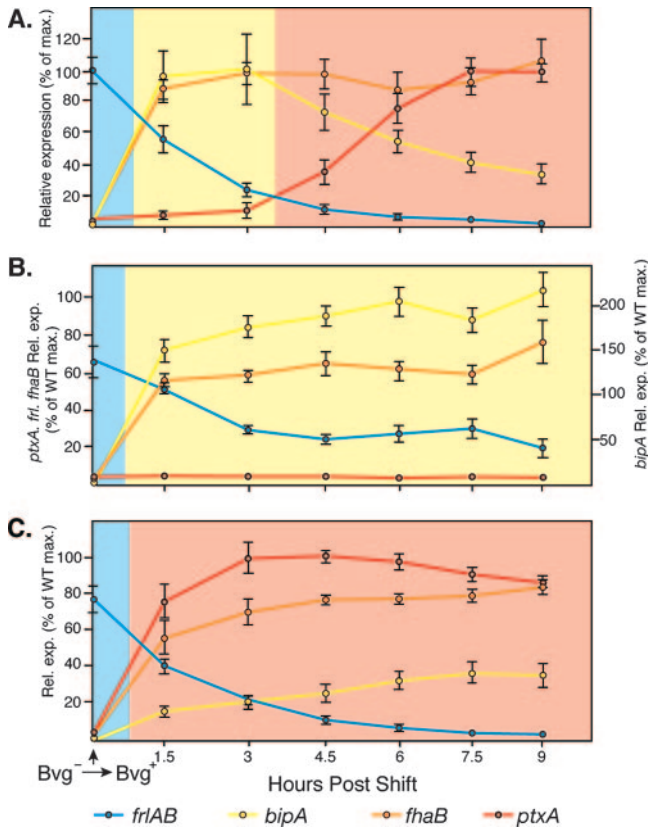 A.
Relative expression (% of max.)
120
100
80
60
40
20
B.
ptxA, frl, fhaB Rel. exp.
(% of WT max.)
100
80
60
40
20
200
150
100
50
bipA Rel. exp. (% of WT max.)
C.
Rel. exp. (% of WT max.)
100
80
60
40
20
1.5 3 4.5 6 7.5 9
Bvg⁻ → Bvg⁺
Hours Post Shift
frlAB bipA fhaB ptxA